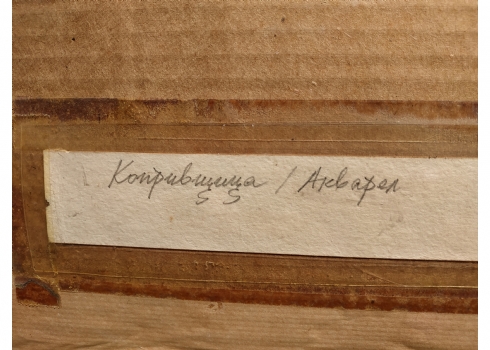 Копривщица / Акварел